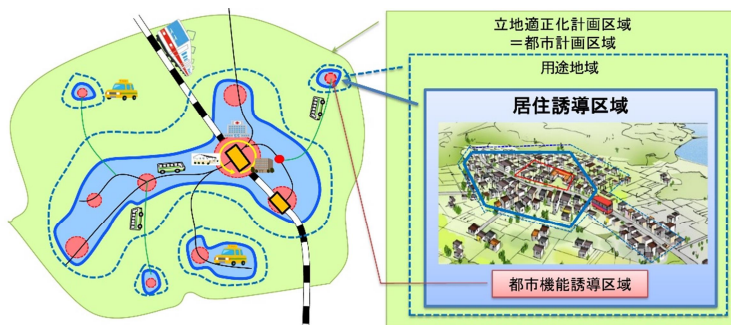 立地適正化計画区域
＝都市計画区域
用途地域
居住誘導区域
都市機能誘導区域